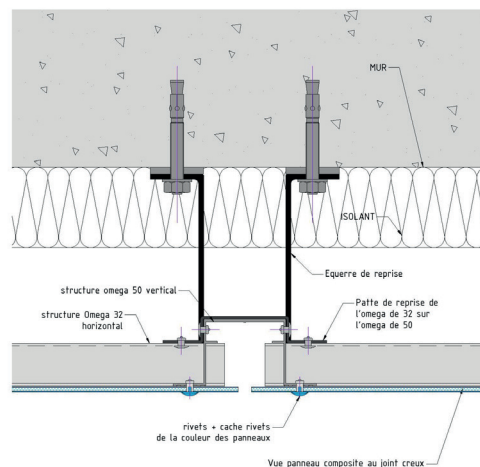 MUR
ISOLANT
Equerre de reprise
structure omega 50 vertical
structure Omega 32
horizontal
Patte de reprise de
l'omega de 32 sur
l'omega de 50
rivets + cache rivets
de la couleur des panneaux
Vue panneau composite au joint creux